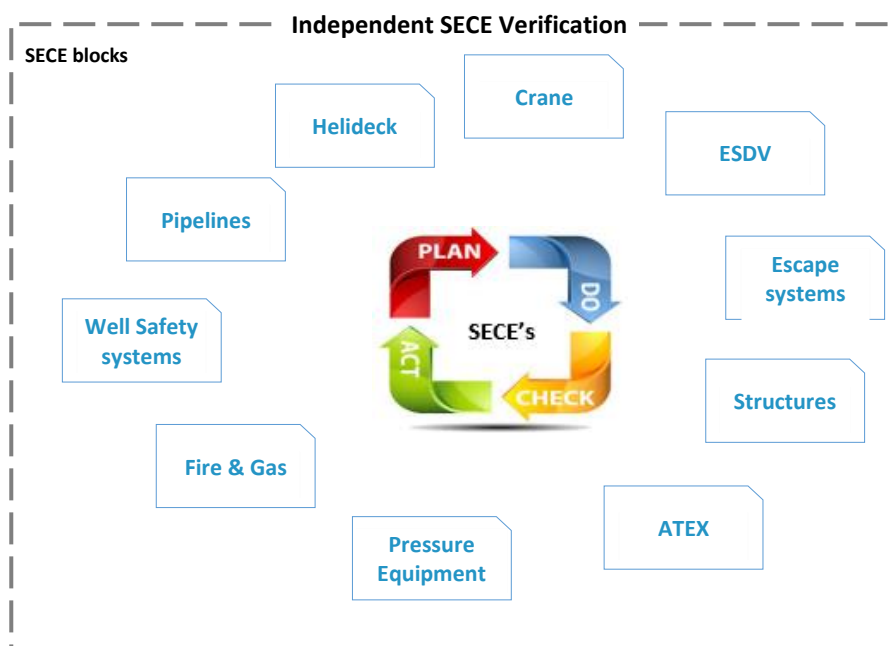 Independent SECE Verification
SECE blocks
Crane
Helideck
ESDV
Pipelines
Escape
systems
Well Safety
systems
PLAN
DO
SECE's
ACT
CHECK
Structures
Fire & Gas
ATEX
Pressure
Equipment